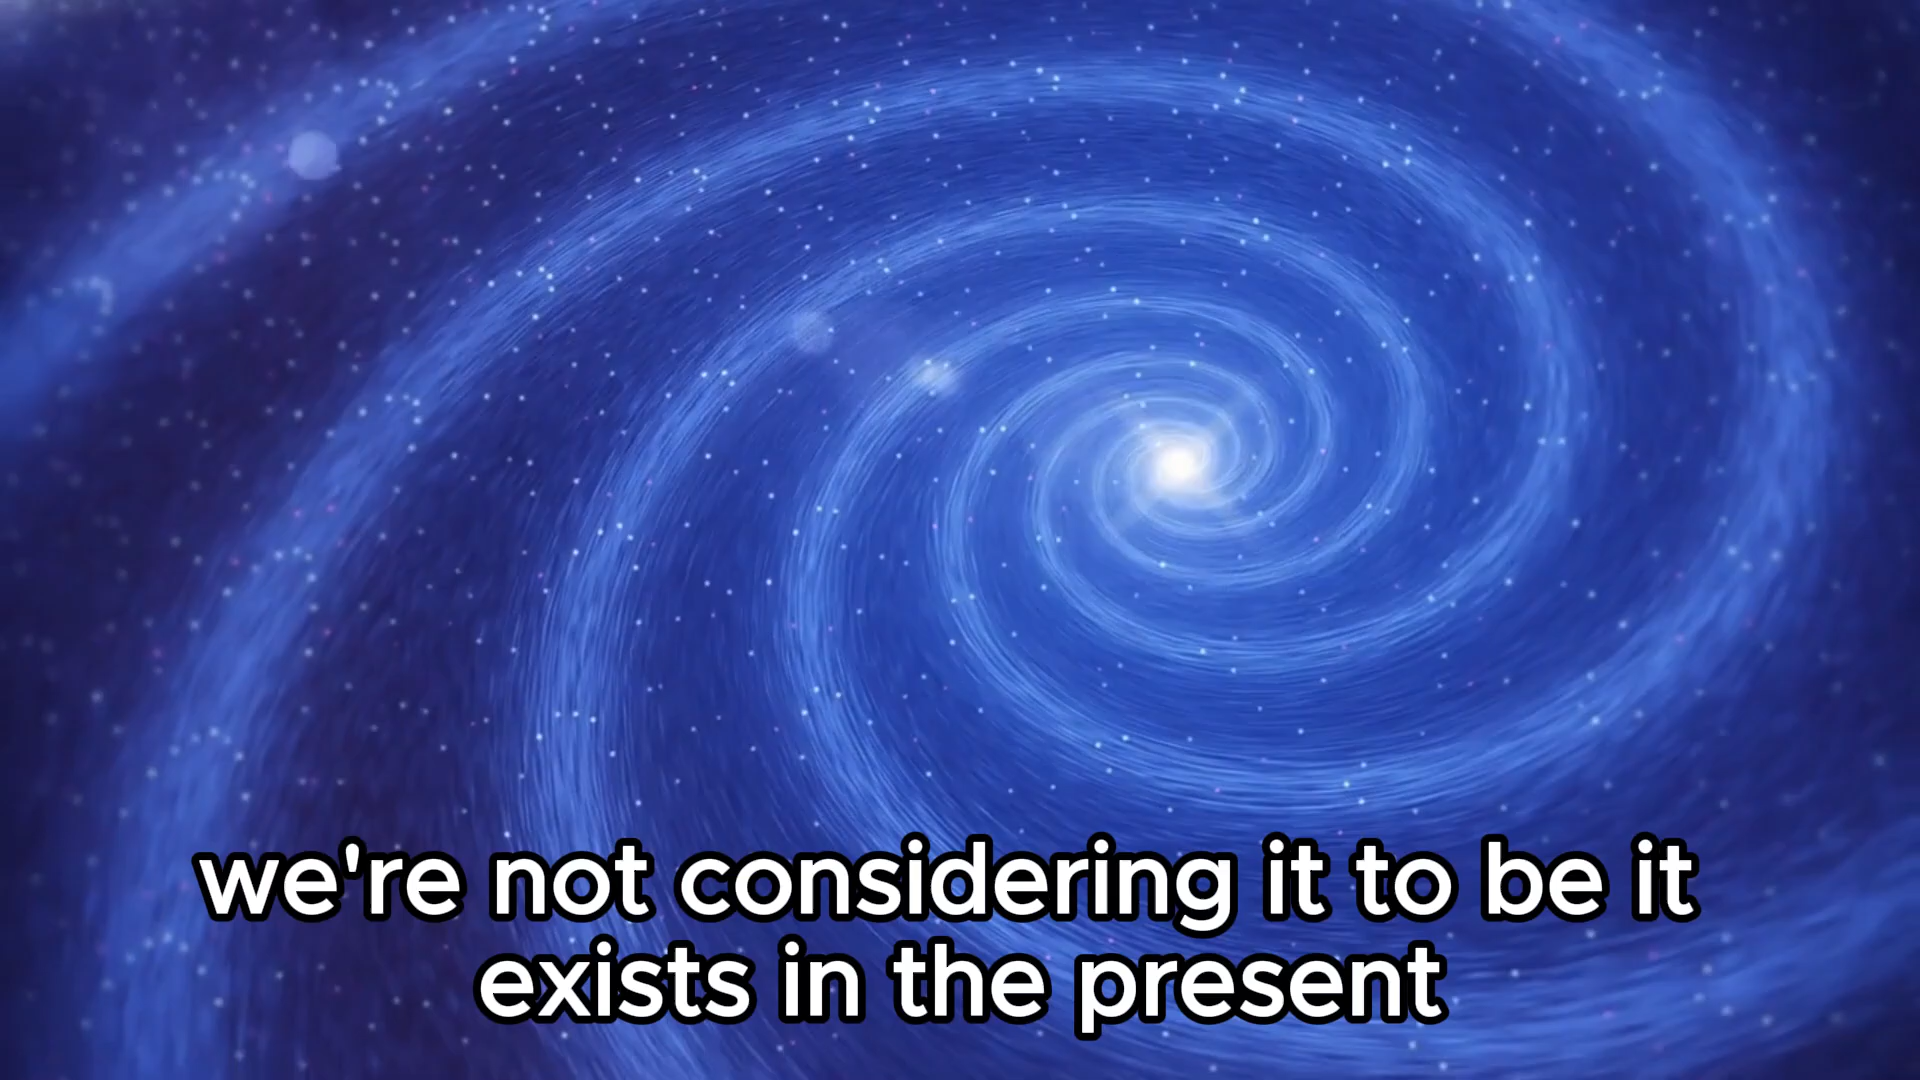 we're not considering it to be it
exists in the present